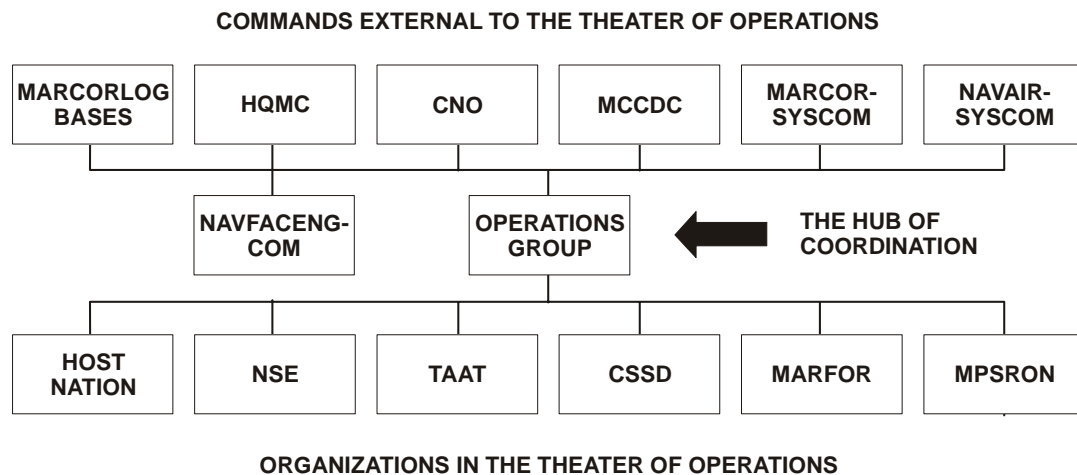 COMMANDS EXTERNAL TO THE THEATER OF OPERATIONS
MARCORLOG
BASES
HQMC
CNO
MCCDC
MARCOR-
SYSCOM
NAVAIR-
SYSCOM
NAVFACENG-
COM
OPERATIONS
GROUP
THE HUB OF
COORDINATION
HOST
NATION
NSE
TAAT
CSSD
MARFOR
MPSRON
ORGANIZATIONS IN THE THEATER OF OPERATIONS